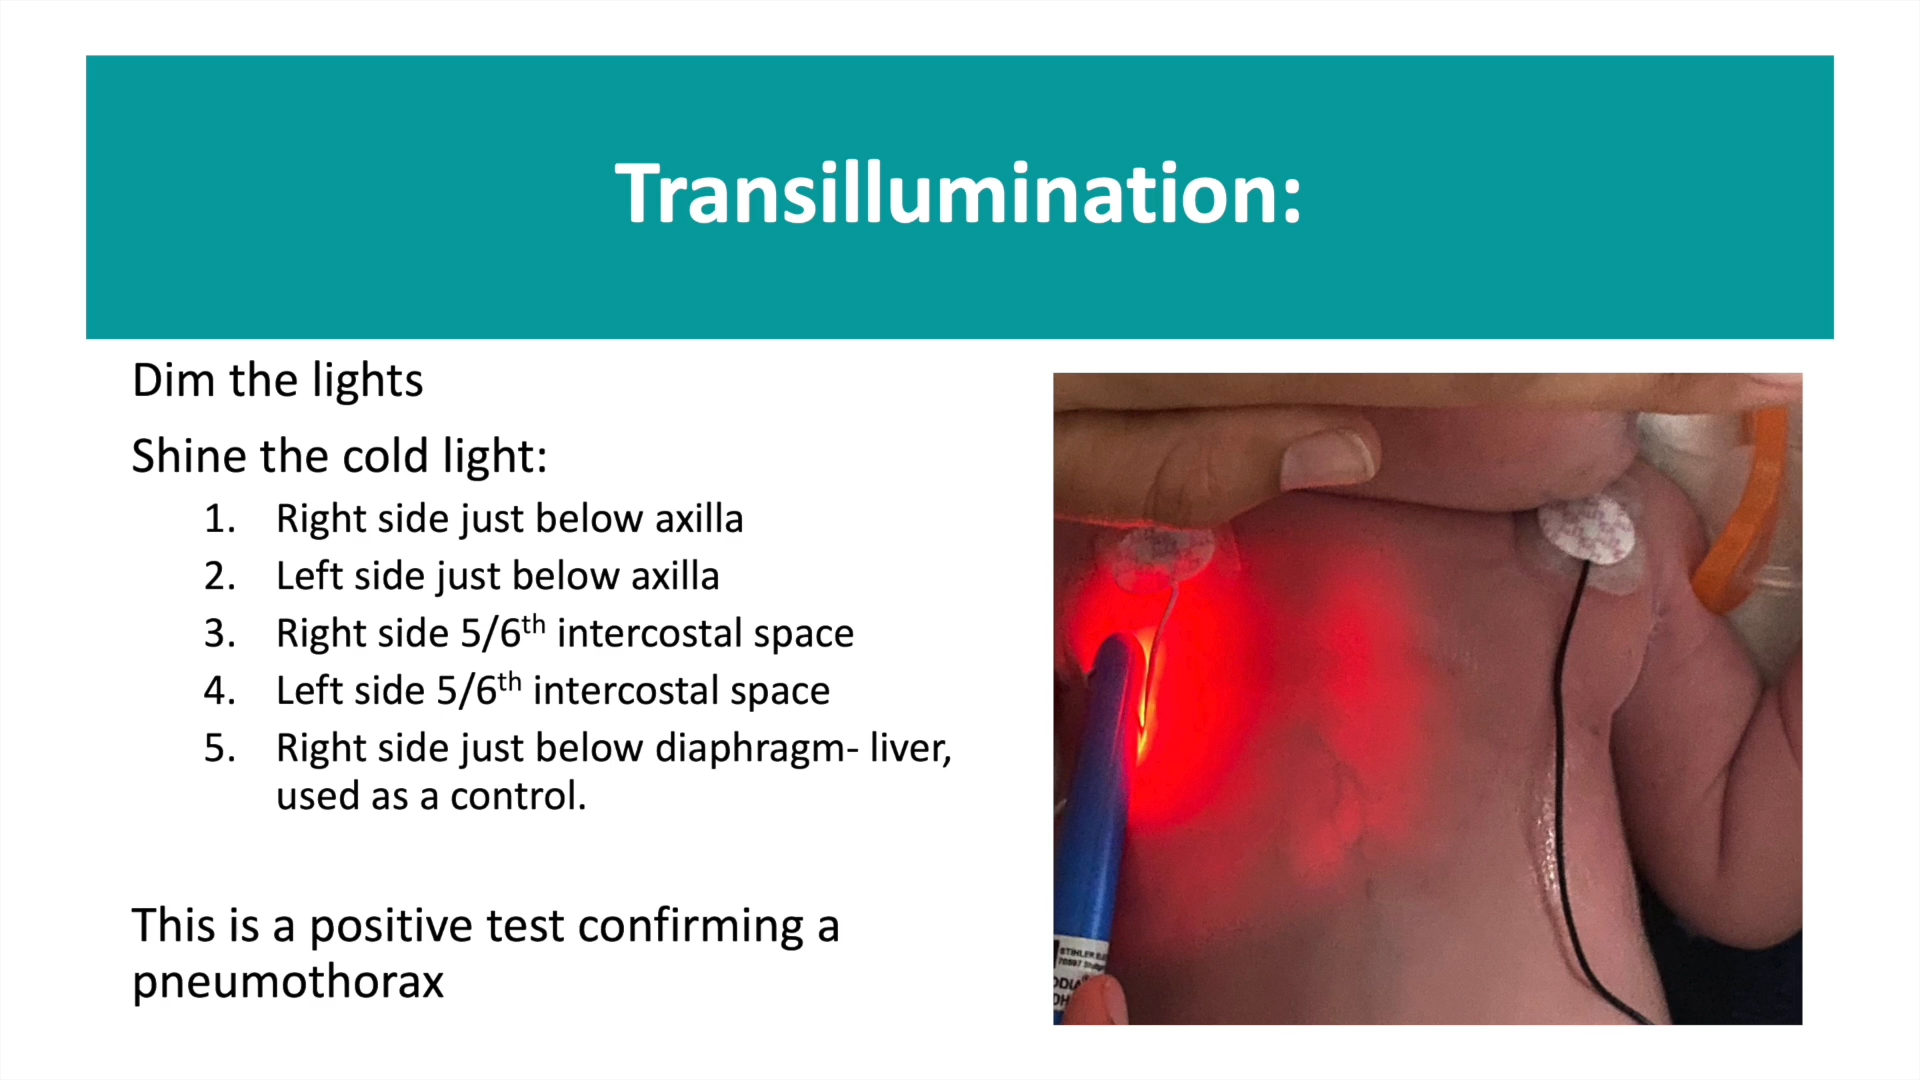 Transillumination:
Dim the lights
Shine the cold light:
1. Right side just below axilla
2. Left side just below axilla
3. Right side 5/6th intercostal space
4. Left side 5/6th intercostal space
5. Right side just below diaphragm- liver,
used as a control.
This is a positive test confirming a
pneumothorax
STIHLER